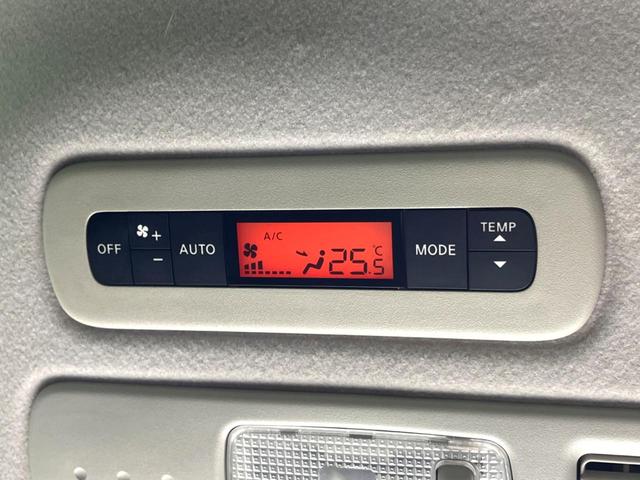 OFF
+
-
AUTO
A/C
25.5
°C
MODE
TEMP